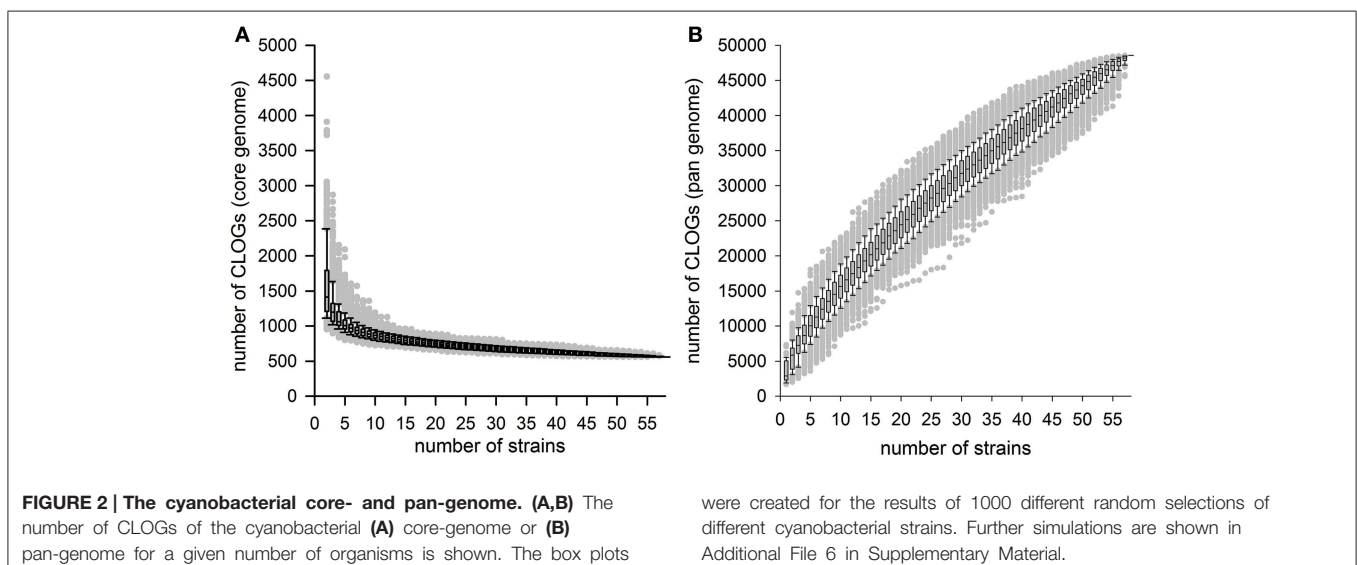 A
5000
4500
4000
3500
3000
2500
2000
1500
1000
500
0
number of CLOGs (core genome)
0 5 10 15 20 25 30 35 40 45 50 55
number of strains
B
50000
45000
40000
35000
30000
25000
20000
15000
10000
5000
0
number of CLOGs (pan genome)
0 5 10 15 20 25 30 35 40 45 50 55
number of strains
FIGURE 2 | The cyanobacterial core- and pan-genome. (A,B) The
number of CLOGs of the cyanobacterial (A) core-genome or (B)
pan-genome for a given number of organisms is shown. The box plots
were created for the results of 1000 different random selections of
different cyanobacterial strains. Further simulations are shown in
Additional File 6 in Supplementary Material.